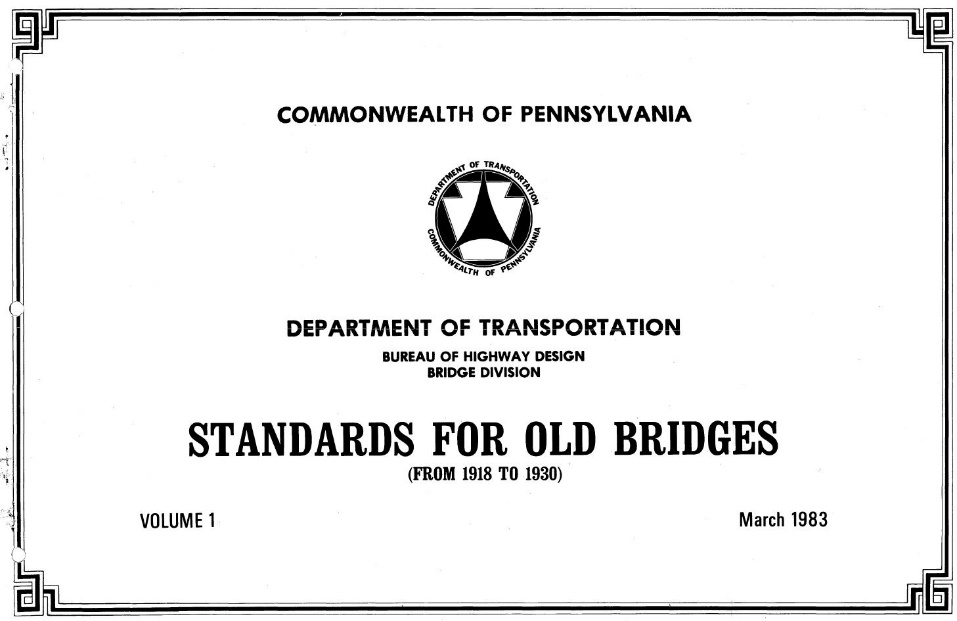 COMMONWEALTH OF PENNSYLVANIA
DEPARTMENT OF TRANSPORTATION
COMMONWEALTH OF PENNSYLVANIA
DEPARTMENT OF TRANSPORTATION
BUREAU OF HIGHWAY DESIGN
BRIDGE DIVISION
STANDARDS FOR OLD BRIDGES
(FROM 1918 TO 1930)
VOLUME 1
March 1983